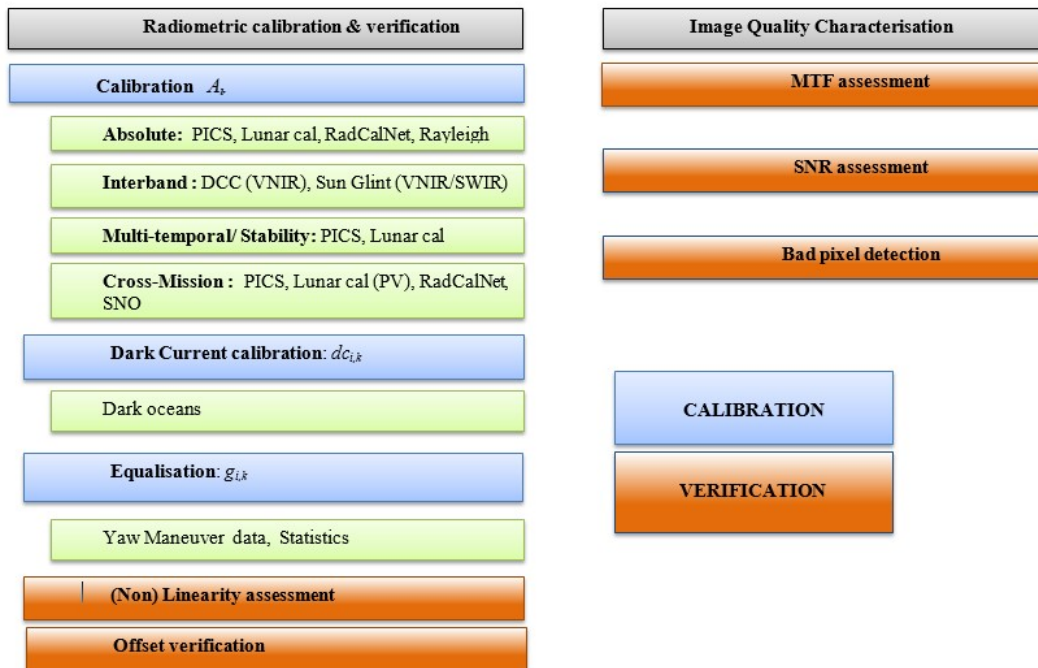 Radiometric calibration & verification
Calibration A_k
Absolute: PICS, Lunar cal, RadCalNet, Rayleigh
Interband : DCC (VNIR), Sun Glint (VNIR/SWIR)
Multi-temporal/ Stability: PICS, Lunar cal
Cross-Mission : PICS, Lunar cal (PV), RadCalNet,
SNO
Dark Current calibration: dc_i,k
Dark oceans
Equalisation: g_i,k
Yaw Maneuver data, Statistics
(Non) Linearity assessment
Offset verification
Image Quality Characterisation
MTF assessment
SNR assessment
Bad pixel detection
CALIBRATION
VERIFICATION